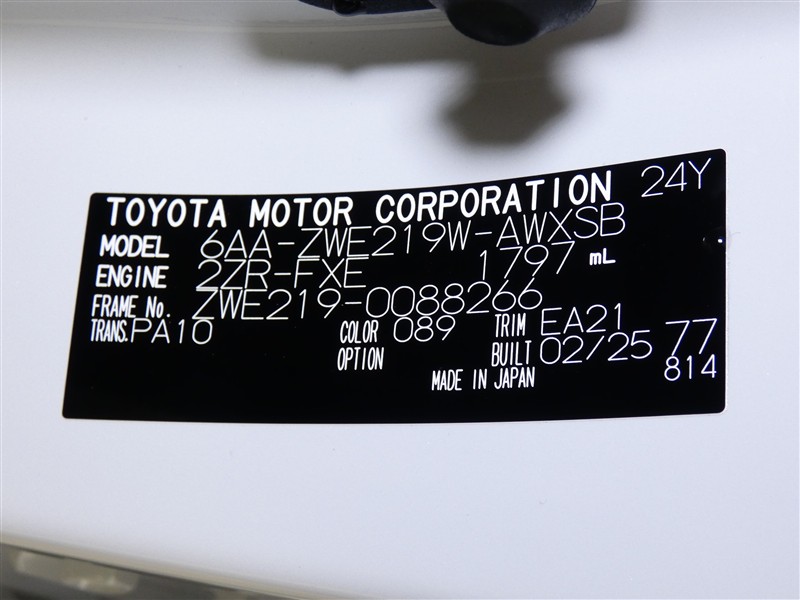 TOYOTA MOTOR CORPORATION 24Y
MODEL 6AA-ZWE219W-AWXSB
ENGINE 2ZR-FXE 1797 mL
FRAME No. ZWE219-0088266
TRANS. PA10 COLOR 089 TRIM EA21
OPTION BUILT 02/25 77
MADE IN JAPAN 814